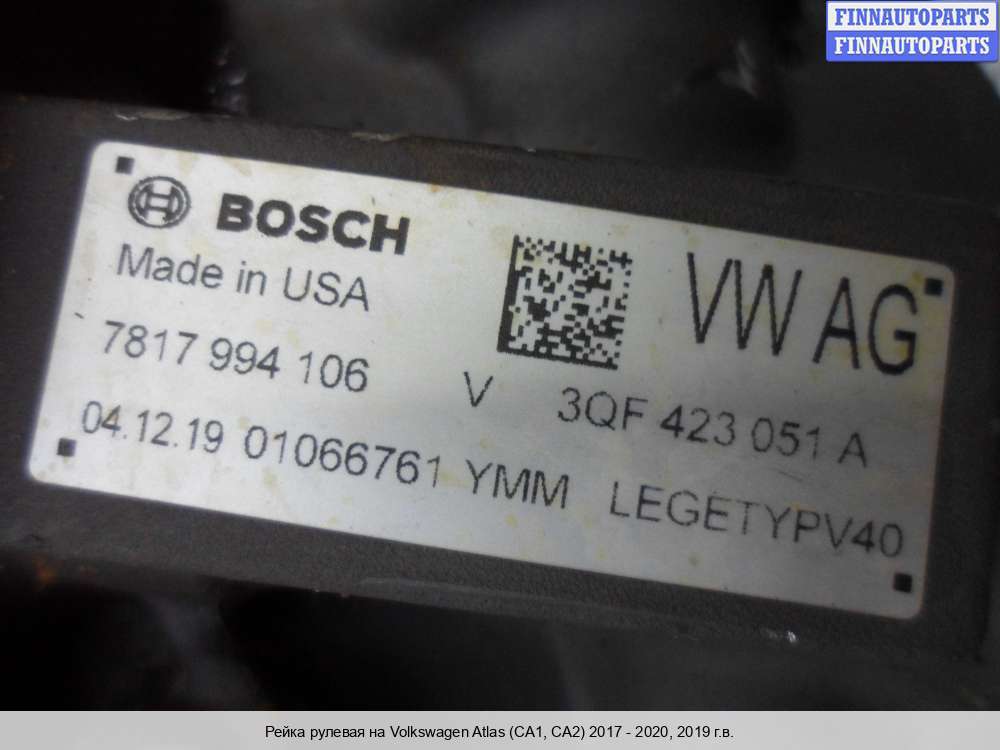 FINNAUTOPARTS
FINNAUTOPARTS
BOSCH
Made in USA
VW AG
7817 994 106 V 3QF 423 051 A
04.12.19 01066761 YMM LEGETYPV40
Рейка рулевая на Volkswagen Atlas (CA1, CA2) 2017 - 2020, 2019 г.в.